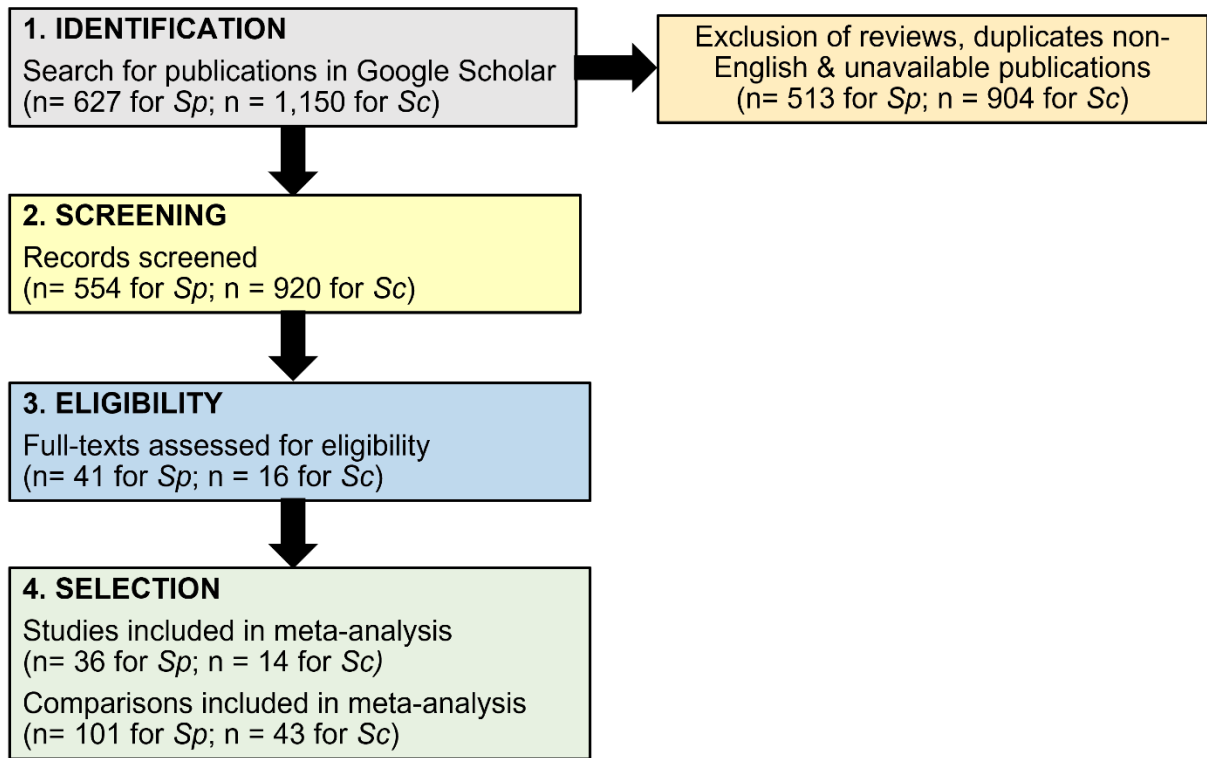 1. IDENTIFICATION
Search for publications in Google Scholar
(n= 627 for Sp; n = 1,150 for Sc)
Exclusion of reviews, duplicates non-
English & unavailable publications
(n= 513 for Sp; n = 904 for Sc)
2. SCREENING
Records screened
(n= 554 for Sp; n = 920 for Sc)
3. ELIGIBILITY
Full-texts assessed for eligibility
(n= 41 for Sp; n = 16 for Sc)
4. SELECTION
Studies included in meta-analysis
(n= 36 for Sp; n = 14 for Sc)
Comparisons included in meta-analysis
(n= 101 for Sp; n = 43 for Sc)